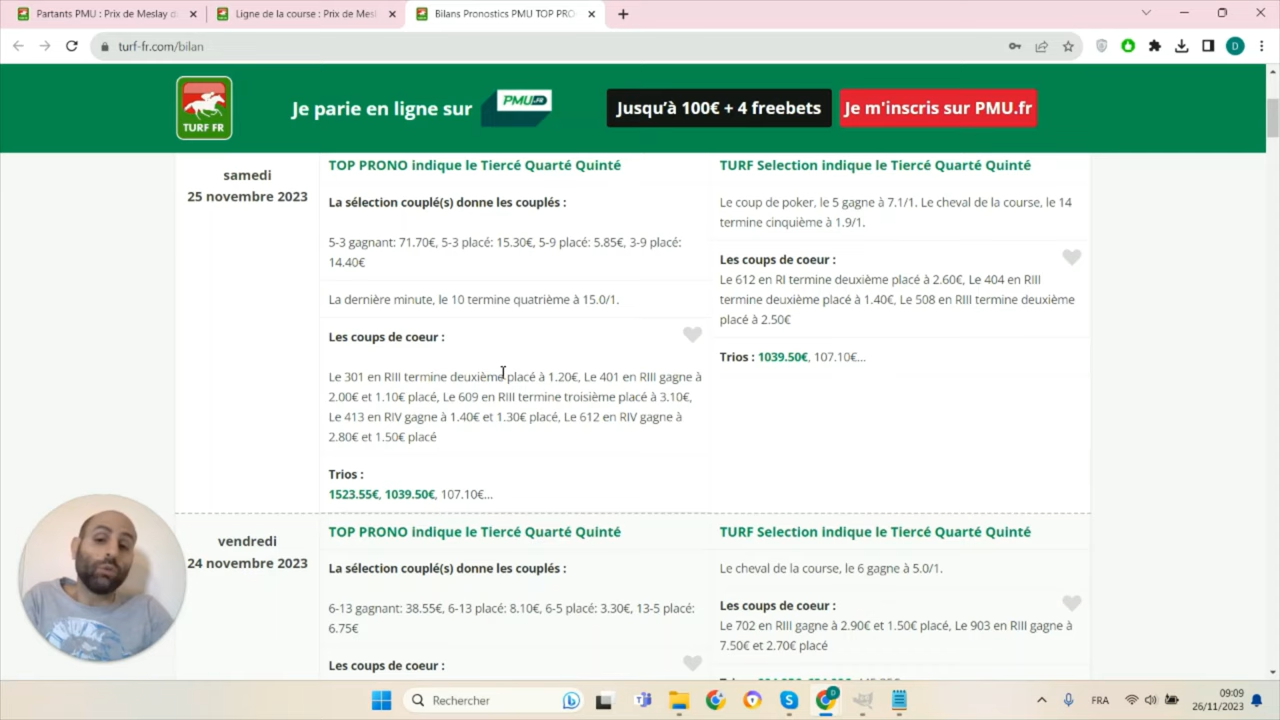 Partants PMU : Prix de Meslay d
Ligne de la course : Prix de Mesl
Bilans Pronostics PMU TOP PRO
turf-fr.com/bilan
D
TURF FR
Je parie en ligne sur
PMU.FR
Jusqu'à 100€ + 4 freebets
Je m'inscris sur PMU.fr
samedi
25 novembre 2023
TOP PRONO indique le Tiercé Quarté Quinté
La sélection couplé(s) donne les couplés :
5-3 gagnant: 71.70€, 5-3 placé: 15.30€, 5-9 placé: 5.85€, 3-9 placé:
14.40€
La dernière minute, le 10 termine quatrième à 15.0/1.
Les coups de coeur :
Le 301 en RIII termine deuxième placé à 1.20€, Le 401 en RIII gagne à
2.00€ et 1.10€ placé, Le 609 en RIII termine troisième placé à 3.10€,
Le 413 en RIV gagne à 1.40€ et 1.30€ placé, Le 612 en RIV gagne à
2.80€ et 1.50€ placé
Trios :
1523.55€, 1039.50€, 107.10€...
TURF Selection indique le Tiercé Quarté Quinté
Le coup de poker, le 5 gagne à 7.1/1. Le cheval de la course, le 14
termine cinquième à 1.9/1.
Les coups de coeur :
Le 612 en RI termine deuxième placé à 2.60€, Le 404 en RIII
termine deuxième placé à 1.40€, Le 508 en RIII termine deuxième
placé à 2.50€
Trios : 1039.50€, 107.10€...
vendredi
24 novembre 2023
TOP PRONO indique le Tiercé Quarté Quinté
La sélection couplé(s) donne les couplés :
6-13 gagnant: 38.55€, 6-13 placé: 8.10€, 6-5 placé: 3.30€, 13-5 placé:
6.75€
Les coups de coeur :
TURF Selection indique le Tiercé Quarté Quinté
Le cheval de la course, le 6 gagne à 5.0/1.
Les coups de coeur :
Le 702 en RIII gagne à 2.90€ et 1.50€ placé, Le 903 en RIII gagne à
7.50€ et 2.70€ placé
Rechercher
FRA
09:09
26/11/2023